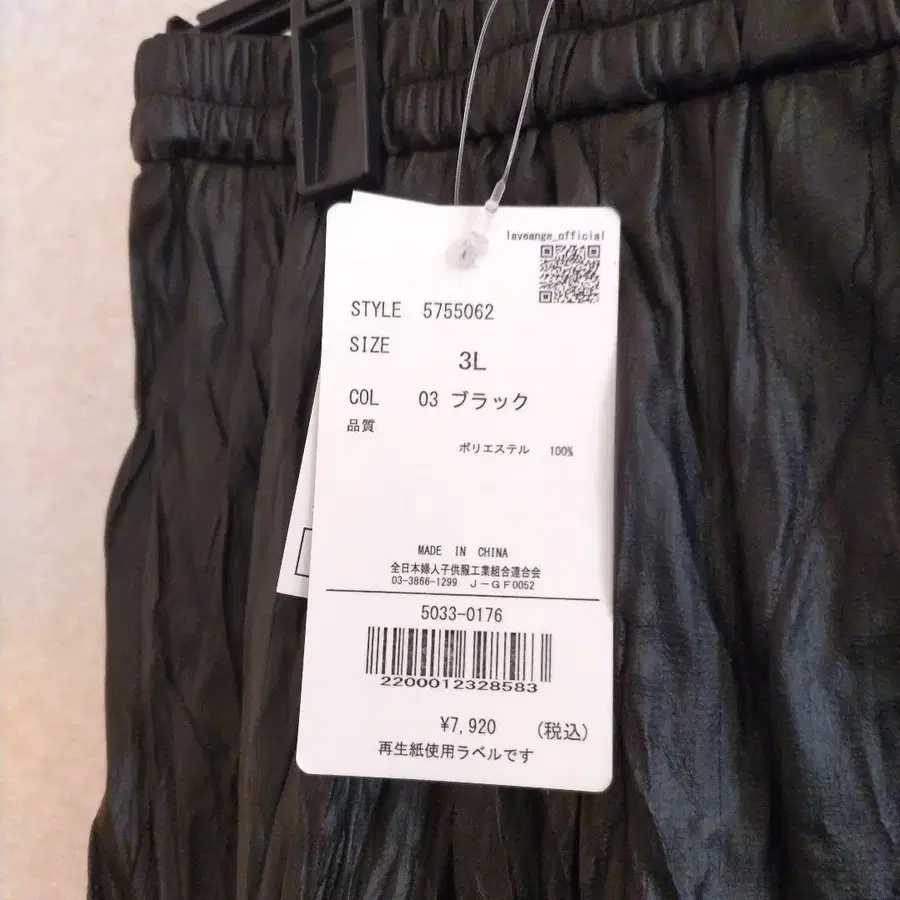 laveange_official
STYLE 5755062
SIZE 3L
COL 03 ブラック
品質
ポリエステル 100%
MADE IN CHINA
全日本婦人子供服工業組合連合会
03-3866-1299 J-GF0052
5033-0176
2200012328583
¥7,920 (税込)
再生紙使用ラベルです